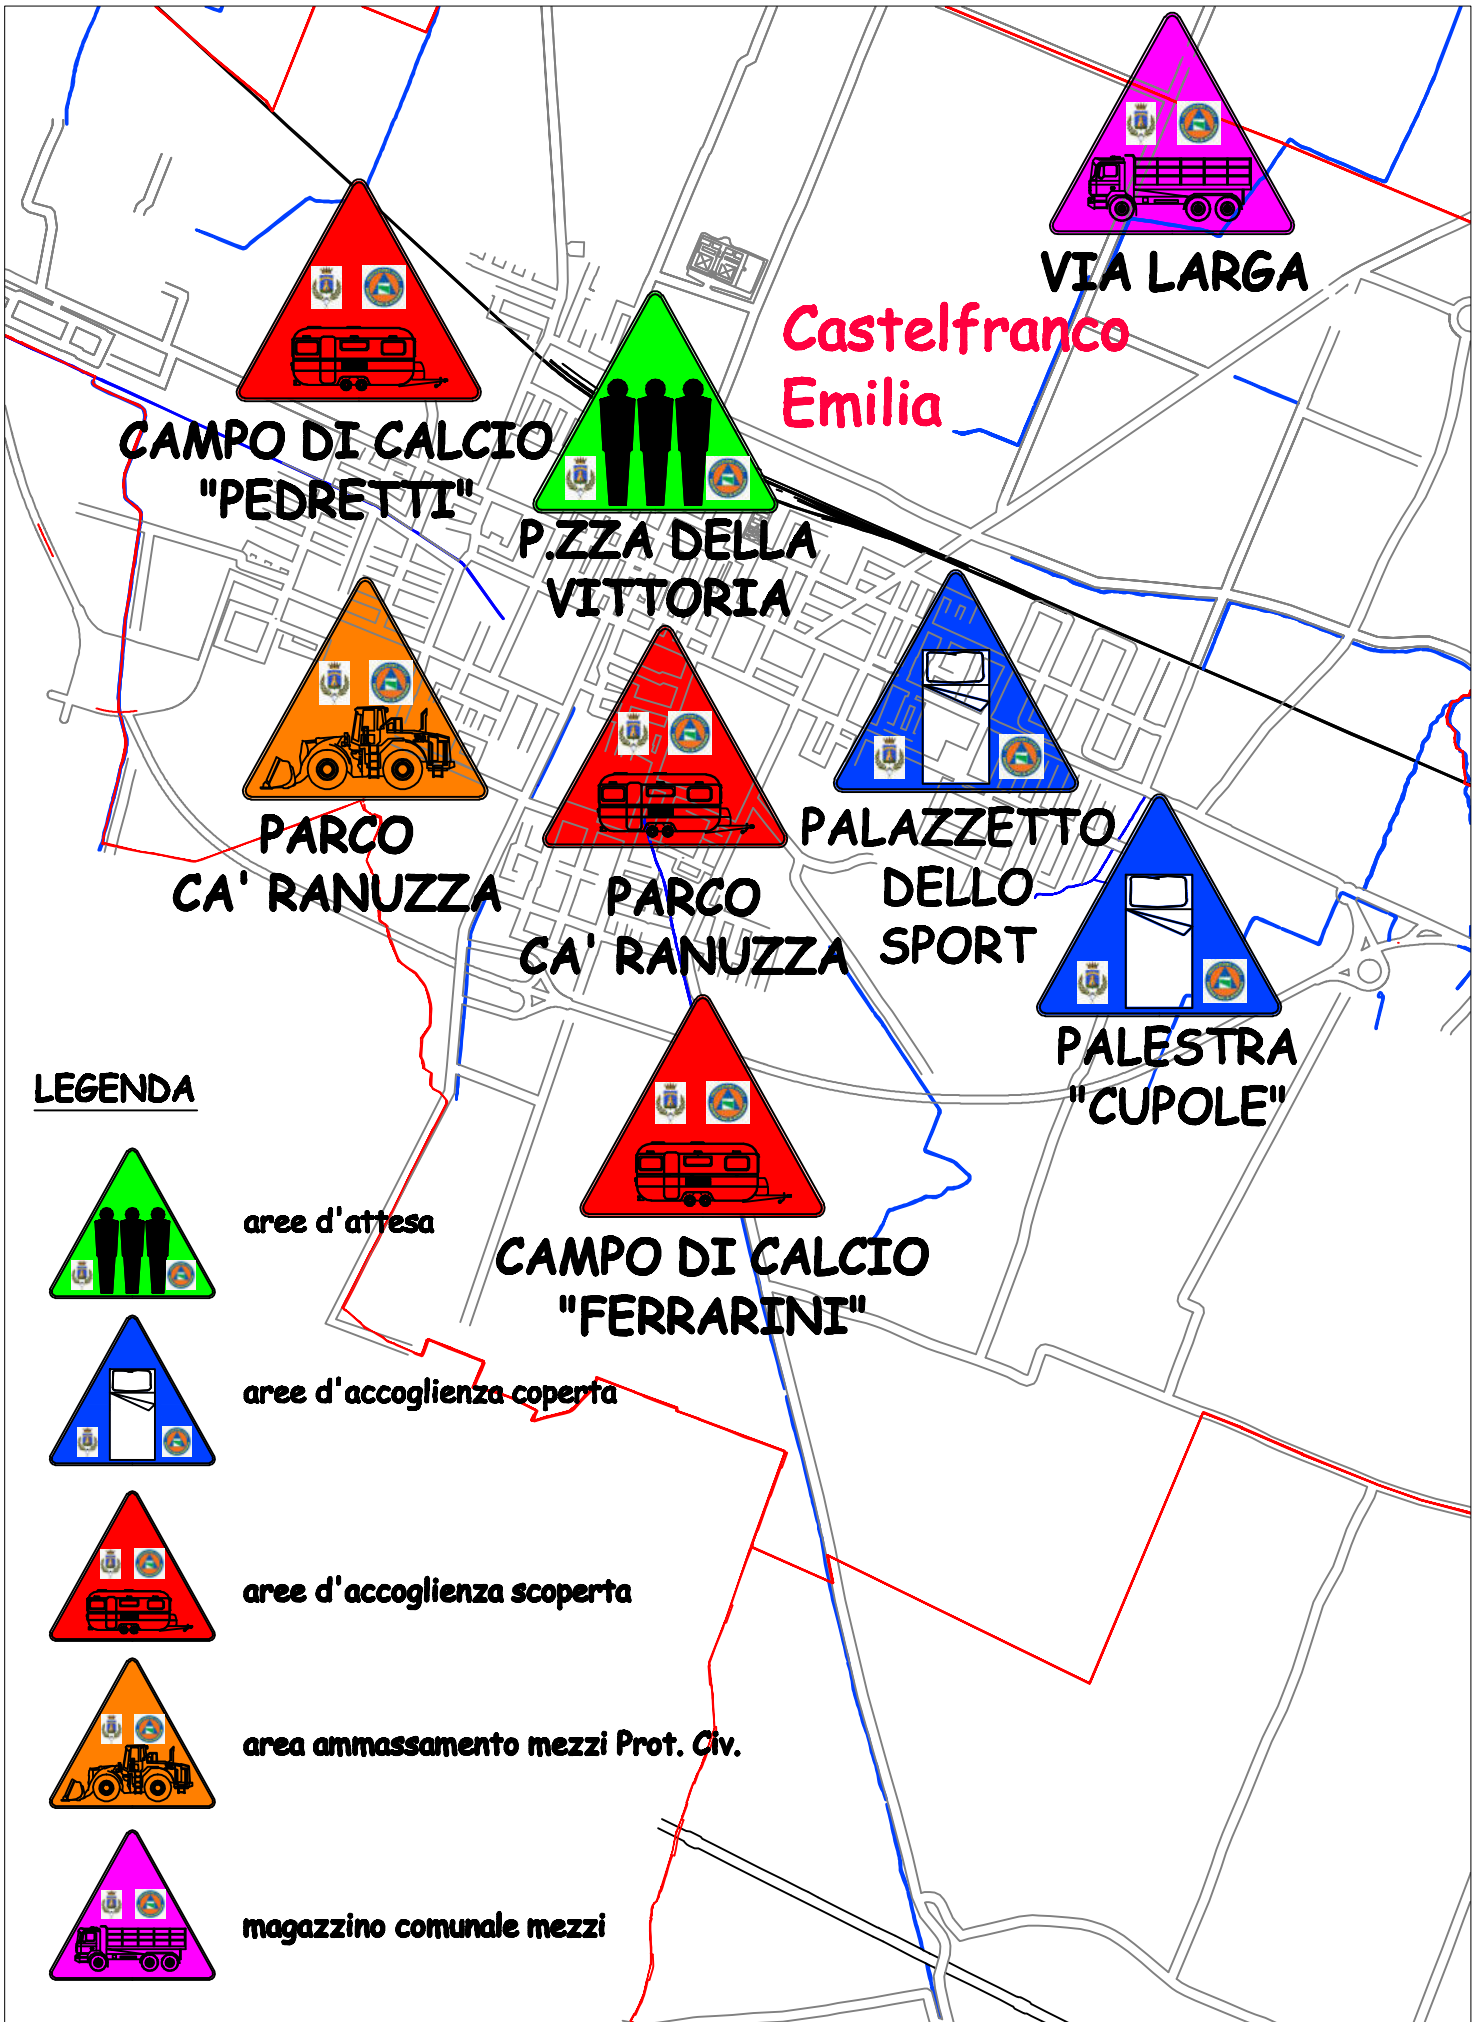 VIA LARGA
Castelfranco
Emilia
CAMPO DI CALCIO
"PEDRETTI"
P.ZZA DELLA
VITTORIA
PARCO
CA' RANUZZA
PARCO
CA' RANUZZA
PALAZZETTO
DELLO
SPORT
PALESTRA
"CUPOLE"
CAMPO DI CALCIO
"FERRARINI"
LEGENDA
aree d'attesa
aree d'accoglienza coperta
aree d'accoglienza scoperta
area ammassamento mezzi Prot. Civ.
magazzino comunale mezzi